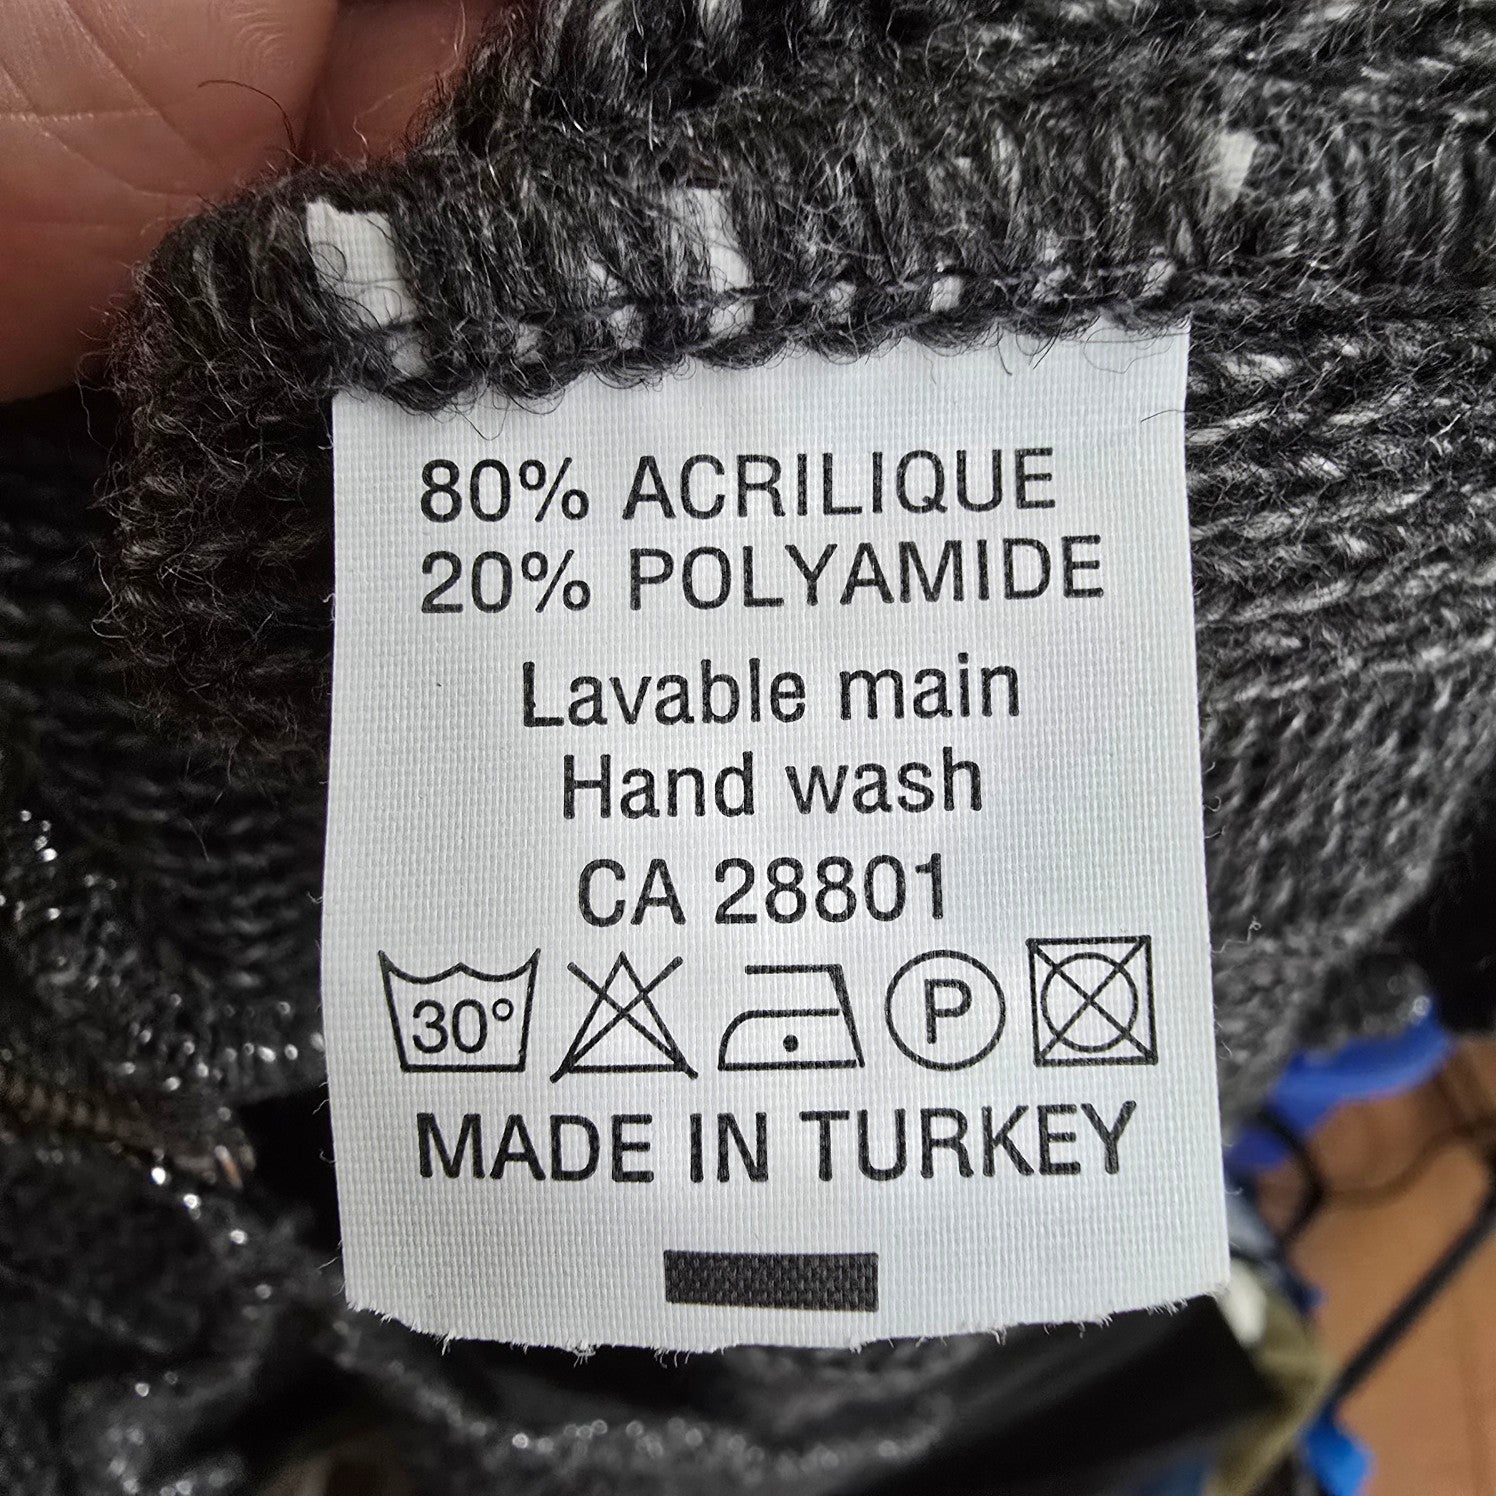 80% ACRILIQUE
20% POLYAMIDE
Lavable main
Hand wash
CA 28801
30° P
MADE IN TURKEY